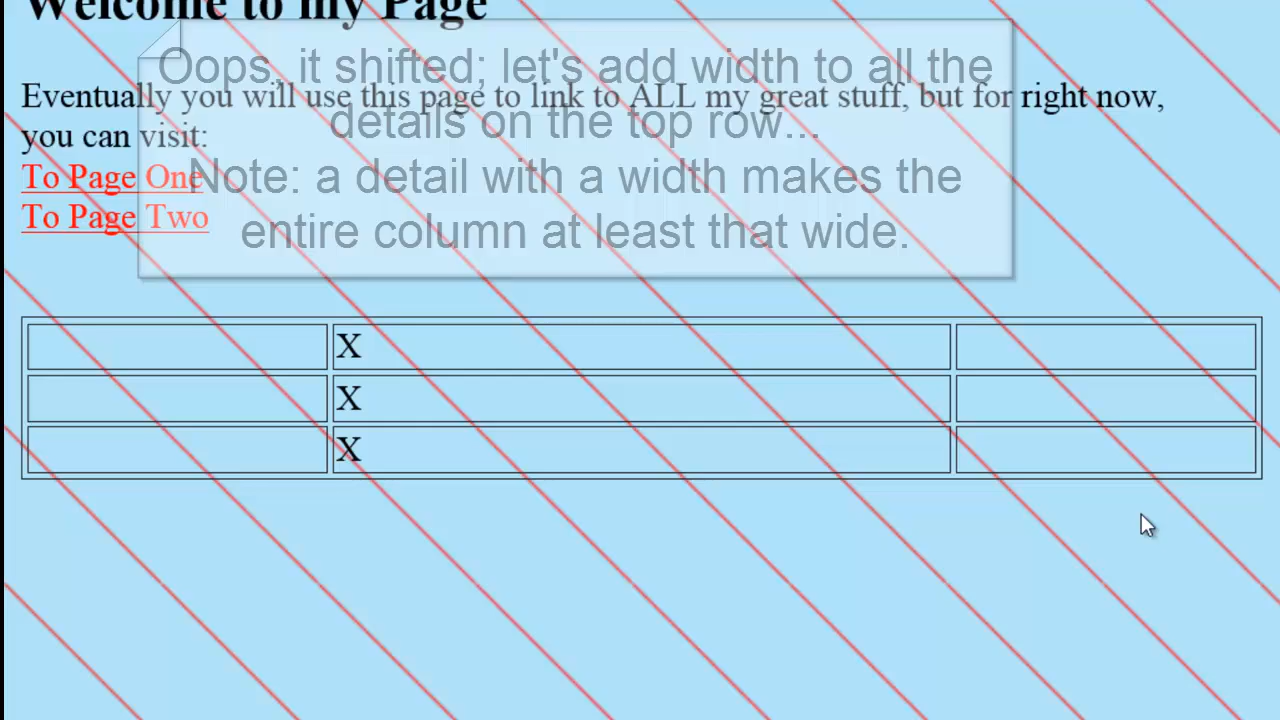 Welcome to my Page
Oops, it shifted; let's add width to all the
details on the top row...
Note: a detail with a width makes the
entire column at least that wide.
Eventually you will use this page to link to ALL my great stuff, but for right now,
you can visit:
To Page One
To Page Two
X
X
X